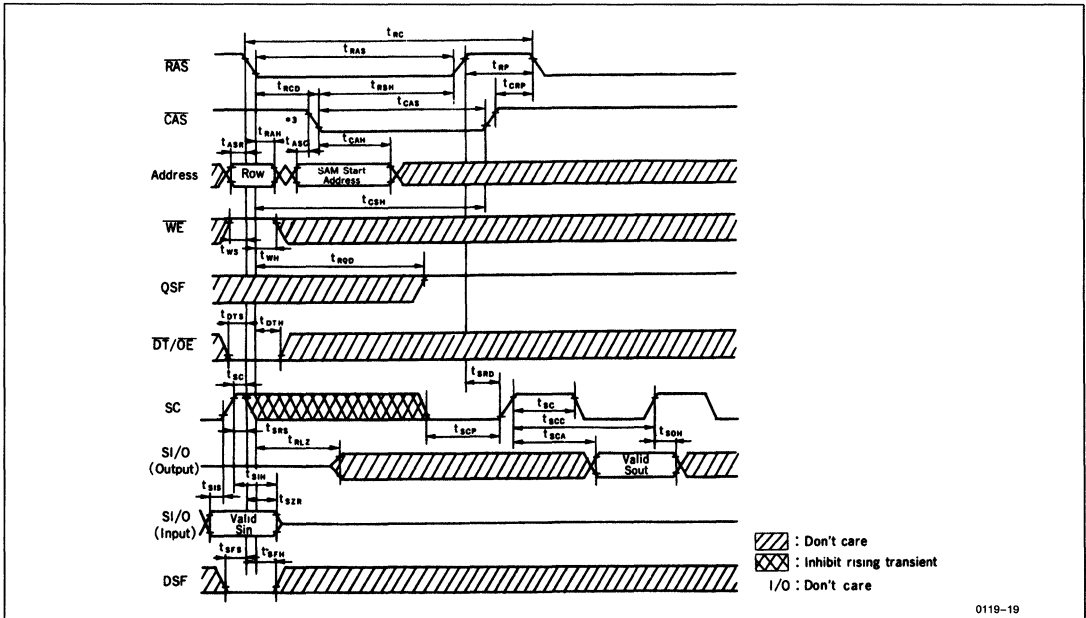 tRC
tRAS
RAS
tRP
tCRP
tRCD
tRSH
tCAS
CAS
*3
tRAH
tASR
tASC
tCAH
Address
Row
SAM Start
Address
tCSH
WE
tWS
tWH
tRQD
QSF
tDTS
tDTH
DT/OE
tSC
tSRD
SC
tSC
tSCC
tSRS
tSCP
tSCA
tSOH
tRLZ
SI/O
(Output)
Valid
Sout
tSIS
tSIH
tSZR
SI/O
(Input)
Valid
Sin
tSFS
tSFH
DSF
: Don't care
: Inhibit rising transient
I/O : Don't care
0119-19